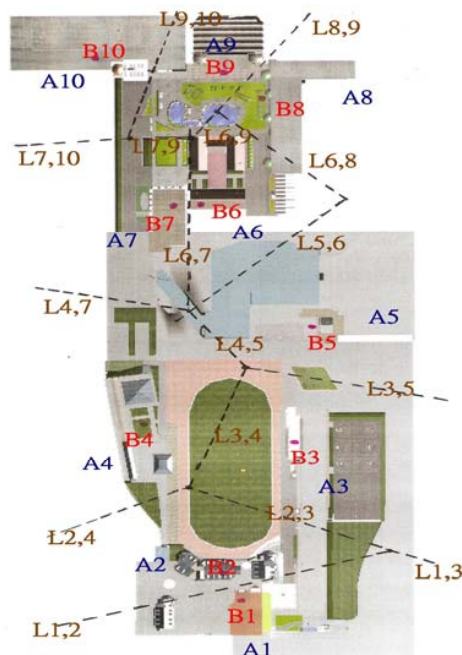 L9,10
L8,9
B10
A9
B9
A10
B8
A8
L7,10
L7,9
L6,9
L6,8
B7
B6
A7
A6
L6,7
L5,6
L4,7
A5
L4,5
B5
L3,5
B4
L3,4
B3
A4
A3
L2,3
L2,4
A2
B2
L1,3
L1,2
B1
A1